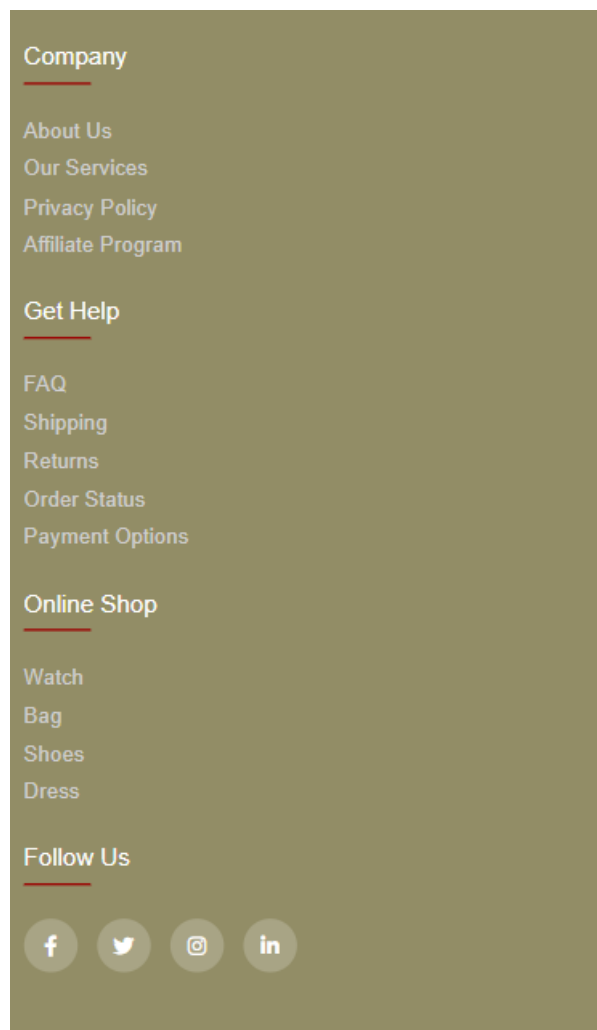 Company
About Us
Our Services
Privacy Policy
Affiliate Program
Get Help
FAQ
Shipping
Returns
Order Status
Payment Options
Online Shop
Watch
Bag
Shoes
Dress
Follow Us